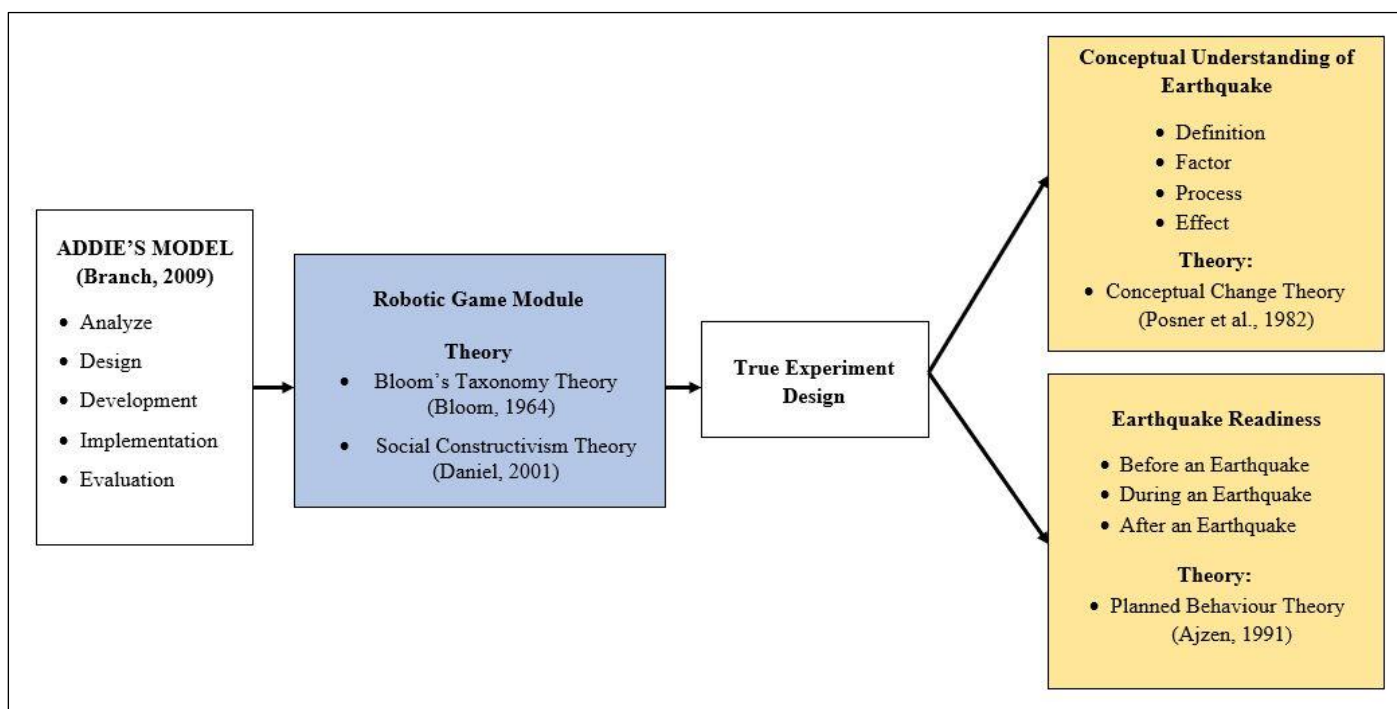 ADDIE’S MODEL
(Branch, 2009)
• Analyze
• Design
• Development
• Implementation
• Evaluation
Robotic Game Module
Theory
• Bloom’s Taxonomy Theory
(Bloom, 1964)
• Social Constructivism Theory
(Daniel, 2001)
True Experiment
Design
Conceptual Understanding of
Earthquake
• Definition
• Factor
• Process
• Effect
Theory:
• Conceptual Change Theory
(Posner et al., 1982)
Earthquake Readiness
• Before an Earthquake
• During an Earthquake
• After an Earthquake
Theory:
• Planned Behaviour Theory
(Ajzen, 1991)